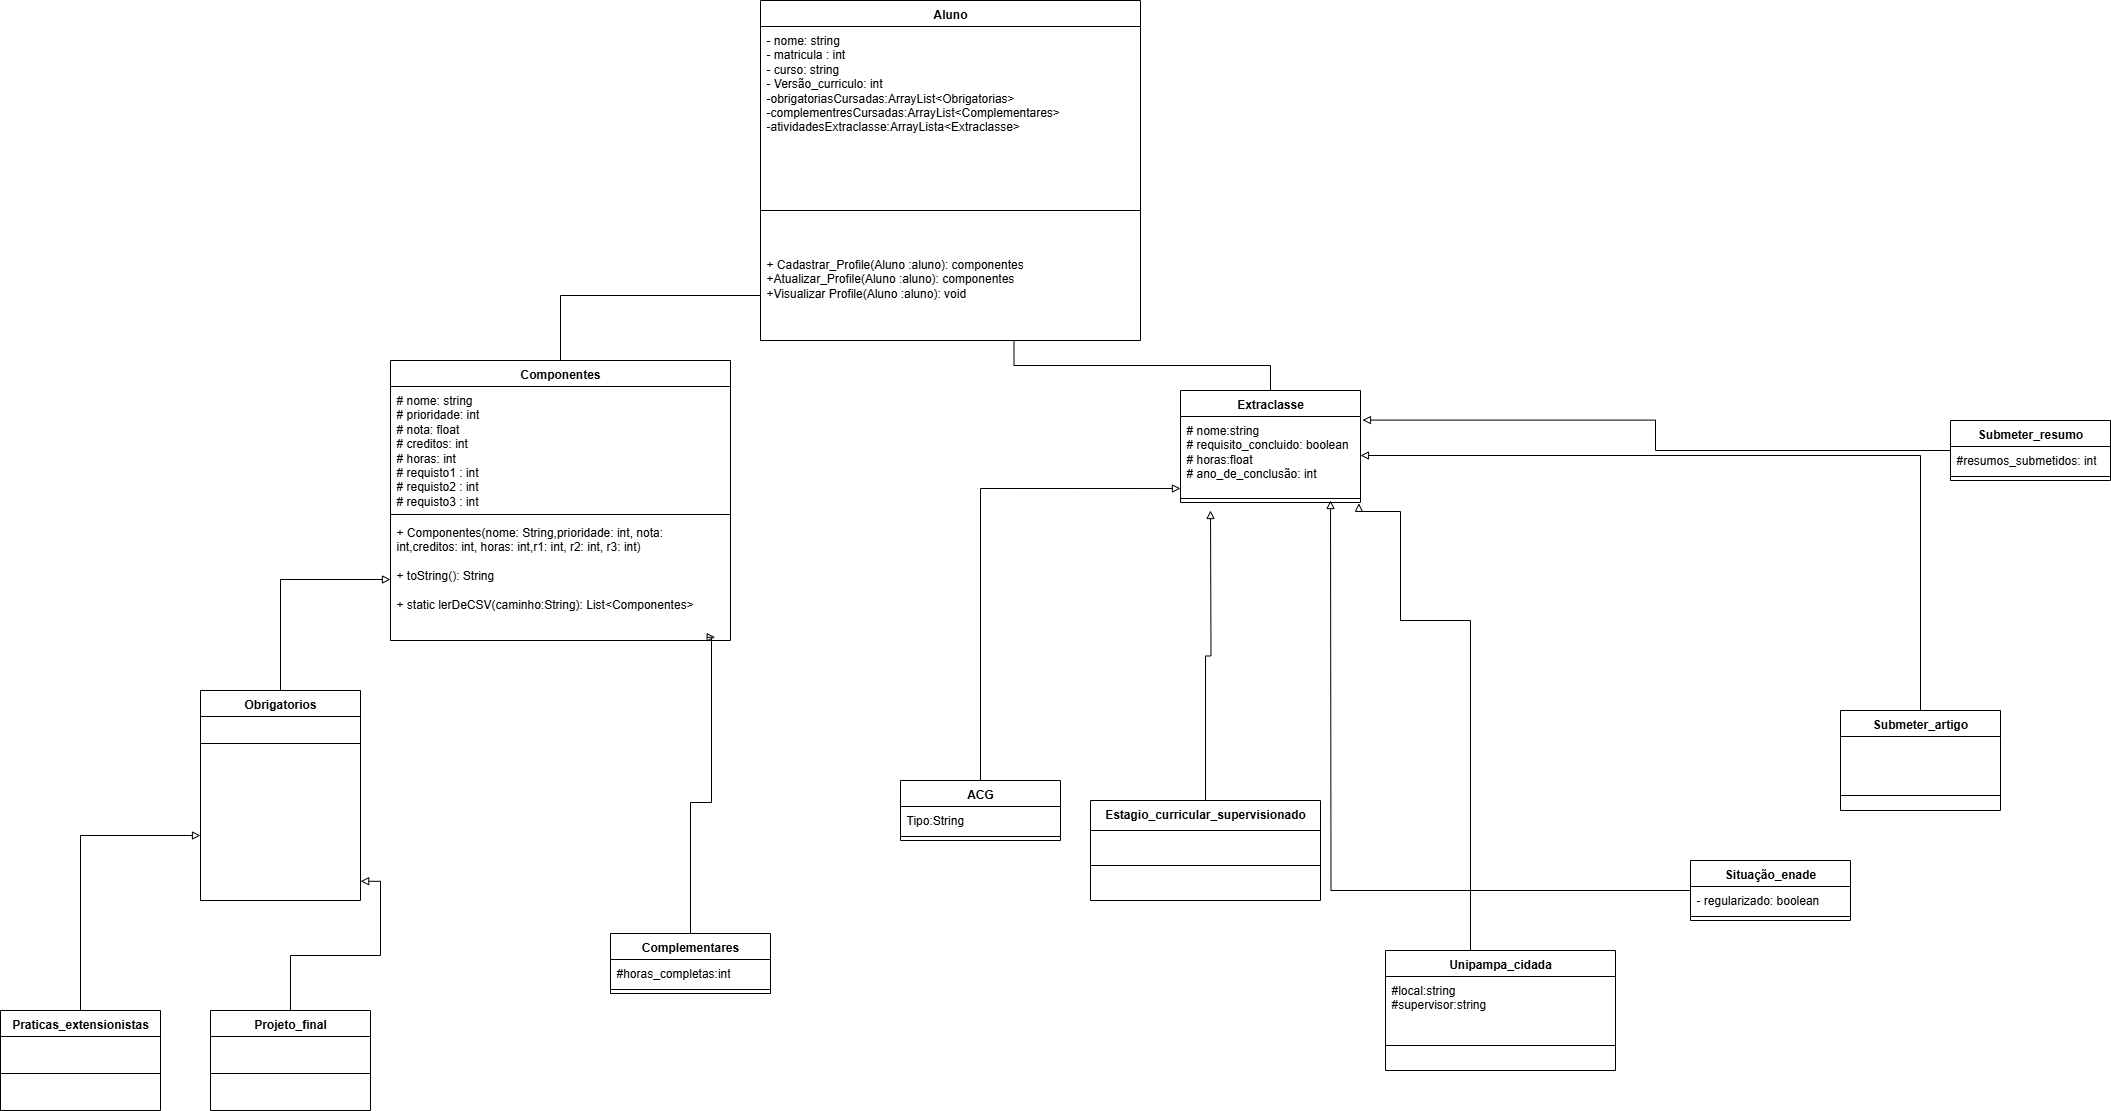 Aluno
- nome: string
- matricula : int
- curso: string
- Versão_curriculo: int
-obrigatoriasCursadas:ArrayList<Obrigatorias>
-complementresCursadas:ArrayList<Complementares>
-atividadesExtraclasse:ArrayLista<Extraclasse>
+ Cadastrar_Profile(Aluno :aluno): componentes
+Atualizar_Profile(Aluno :aluno): componentes
+Visualizar Profile(Aluno :aluno): void
Componentes
# nome: string
# prioridade: int
# nota: float
# creditos: int
# horas: int
# requisto1 : int
# requisto2 : int
# requisto3 : int
+ Componentes(nome: String,prioridade: int, nota:
int,creditos: int, horas: int,r1: int, r2: int, r3: int)
+ toString(): String
+ static lerDeCSV(caminho:String): List<Componentes>
Extraclasse
# nome:string
# requisito_concluido: boolean
# horas:float
# ano_de_conclusão: int
Submeter_resumo
#resumos_submetidos: int
Obrigatorios
Submeter_artigo
ACG
Tipo:String
Estagio_curricular_supervisionado
Situação_enade
- regularizado: boolean
Complementares
#horas_completas:int
Unipampa_cidada
#local:string
#supervisor:string
Praticas_extensionistas
Projeto_final